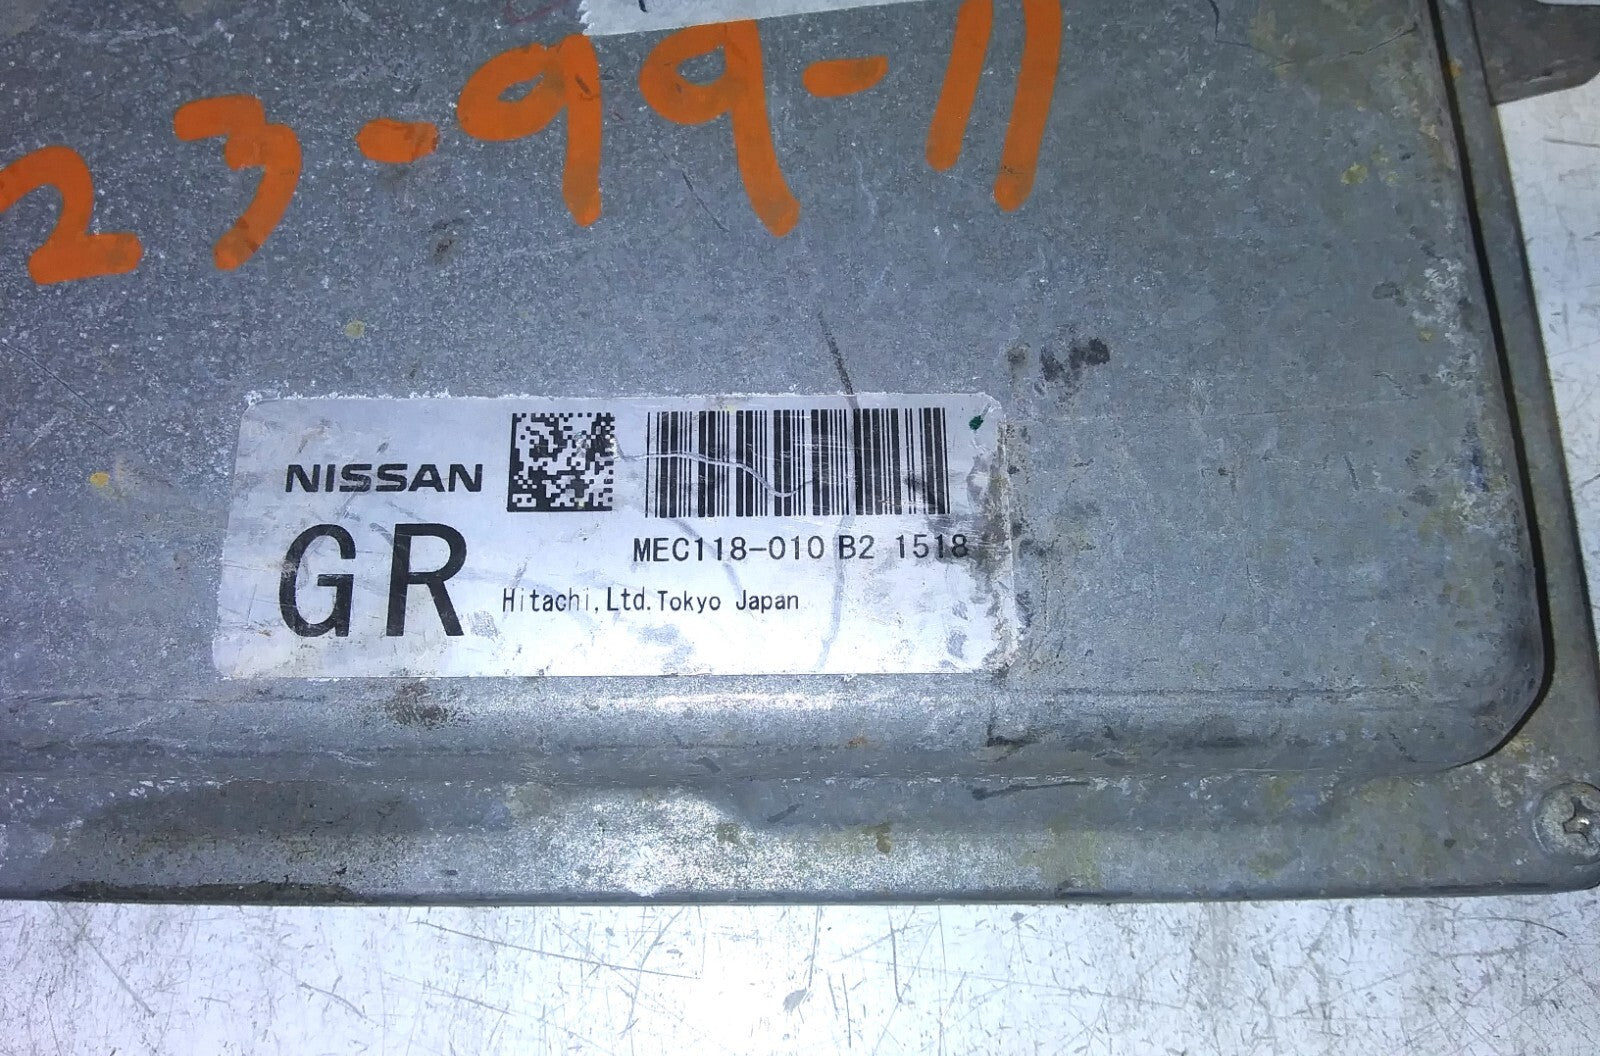 23-99-11
NISSAN
GR
MEC118-010 B2 1518
Hitachi,Ltd.Tokyo Japan